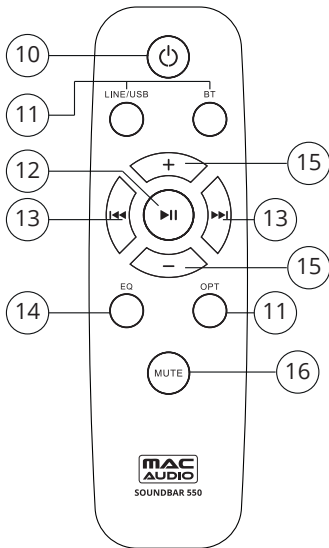 10
LINE/USB BT
11
+
15
12
13
13
−
15
EQ OPT
14
11
MUTE
16
MAC
AUDIO
SOUNDBAR 550